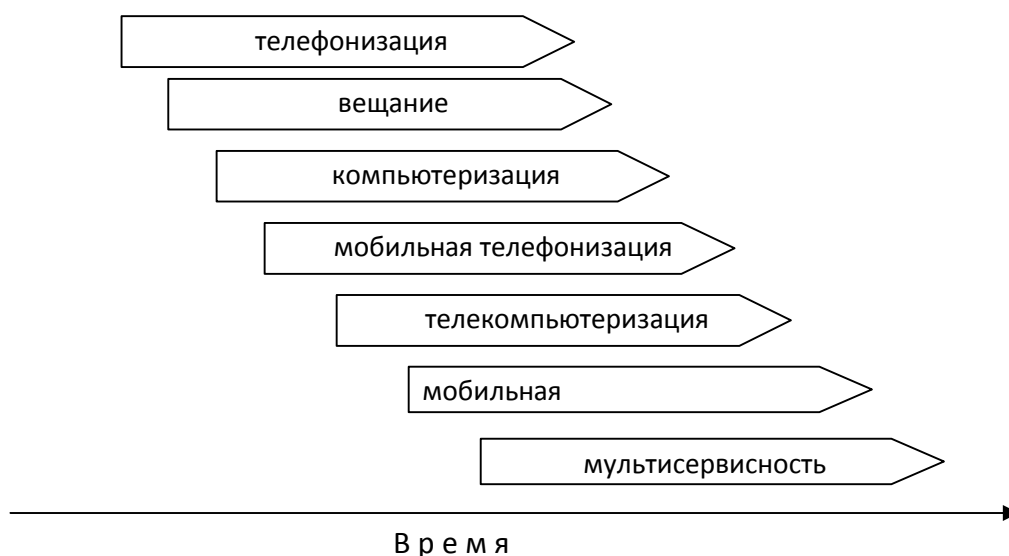 телефонизация
вещание
компьютеризация
мобильная телефонизация
телекомпьютеризация
мобильная
мультисервисность
В р е м я